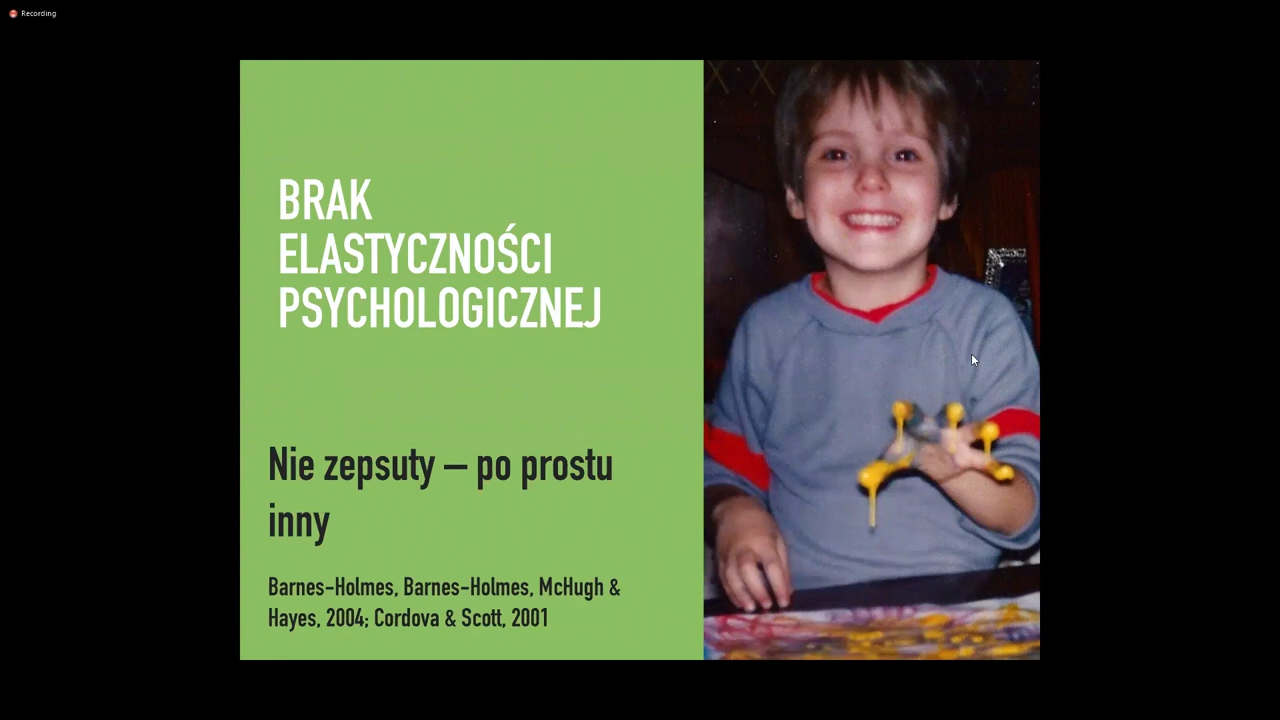 Recording
BRAK
ELASTYCZNOŚCI
PSYCHOLOGICZNEJ
Nie zepsuty – po prostu
inny
Barnes-Holmes, Barnes-Holmes, McHugh &
Hayes, 2004; Cordova & Scott, 2001